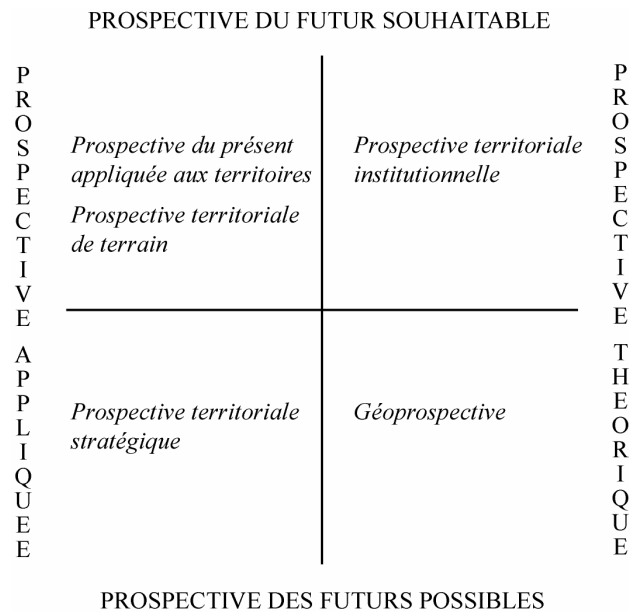 PROSPECTIVE DU FUTUR SOUHAITABLE
PROSPECTIVE APPLIQUEE
Prospective du présent
appliquée aux territoires
Prospective territoriale
de terrain
Prospective territoriale
institutionnelle
Prospective territoriale
stratégique
Géoprospective
PROSPECTIVE THEORIQUE
PROSPECTIVE DES FUTURS POSSIBLES